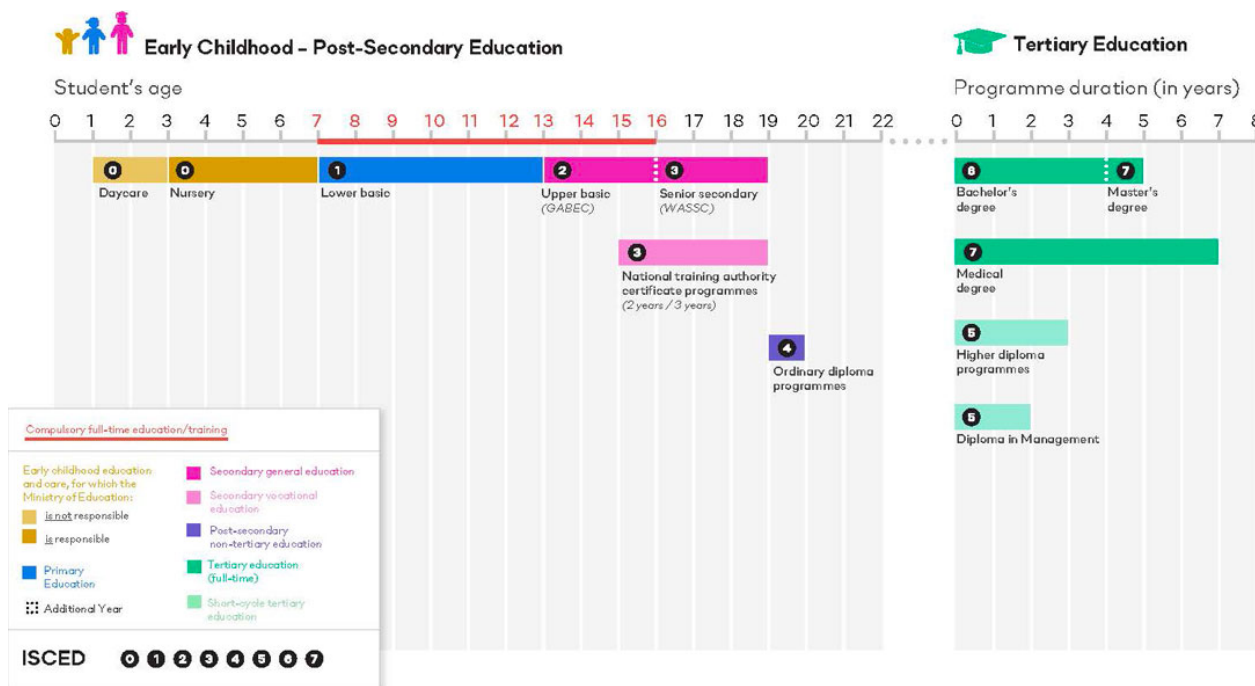 Early Childhood – Post-Secondary Education
Student's age
0 1 2 3 4 5 6 7 8 9 10 11 12 13 14 15 16 17 18 19 20 21 22
0
Daycare
0
Nursery
1
Lower basic
2
Upper basic
(GABEC)
3
Senior secondary
(WASSC)
3
National training authority
certificate programmes
(2 years / 3 years)
4
Ordinary diploma
programmes
Tertiary Education
Programme duration (in years)
0 1 2 3 4 5 6 7 8
6
Bachelor's
degree
7
Master's
degree
7
Medical
degree
5
Higher diploma
programmes
5
Diploma in Management
Compulsory full-time education/training
Early childhood education
and care, for which the
Ministry of Education:
is not responsible
is responsible
Primary
Education
Additional Year
Secondary general education
Secondary vocational
education
Post-secondary
non-tertiary education
Tertiary education
(full-time)
Short-cycle tertiary
education
ISCED 0 1 2 3 4 5 6 7